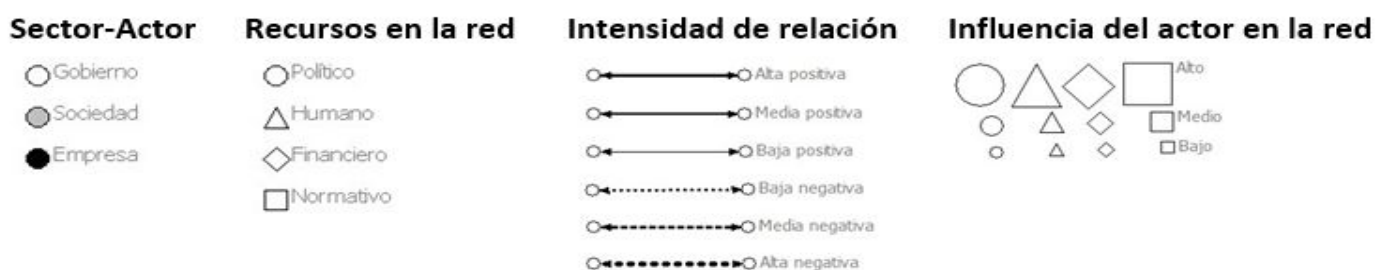 Sector-Actor
Gobierno
Sociedad
Empresa
Recursos en la red
Político
Humano
Financiero
Normativo
Intensidad de relación
Alta positiva
Media positiva
Baja positiva
Baja negativa
Media negativa
Alta negativa
Influencia del actor en la red
Alto
Medio
Bajo